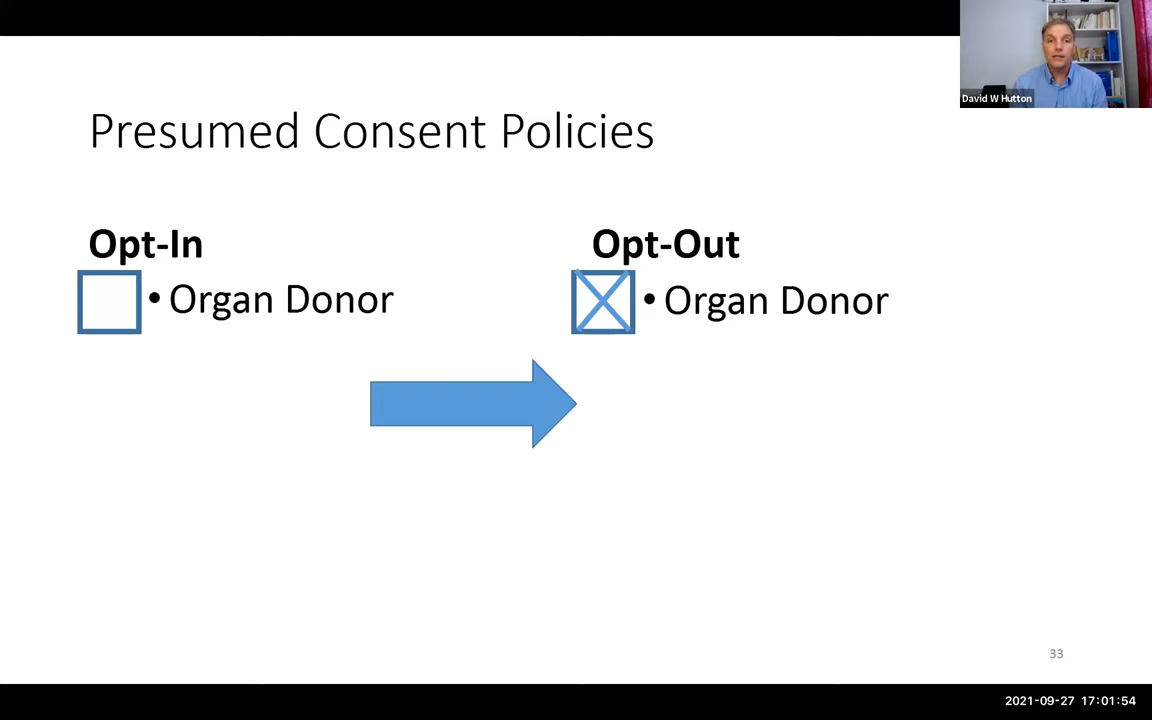 David W Hutton
Presumed Consent Policies
Opt-In
Opt-Out
• Organ Donor
• Organ Donor
33
2021-09-27 17:01:54